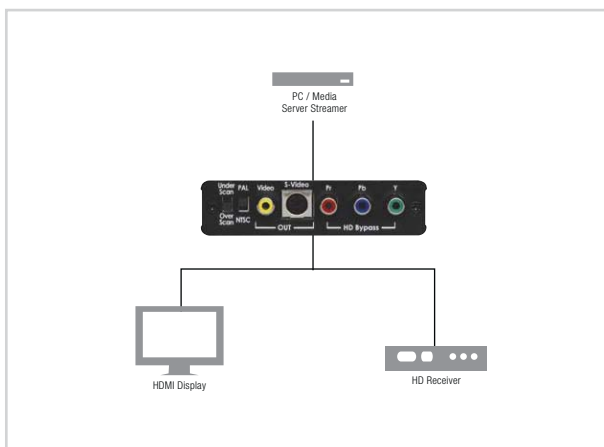 PC / Media
Server Streamer
Under
Scan
PAL
Video
S-Video
Pr
Pb
Y
Over
Scan
NTSC
OUT
HD Bypass
HDMI Display
HD Receiver